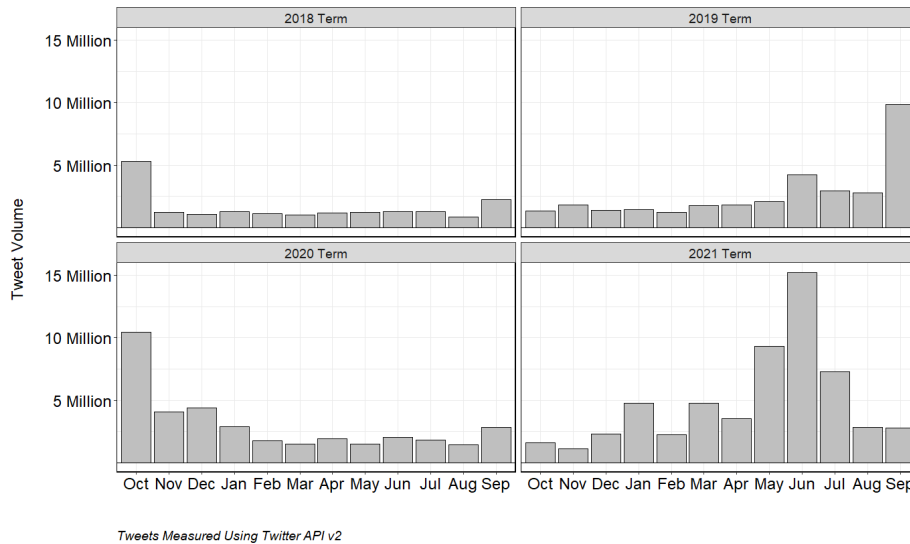 2018 Term
2019 Term
15 Million
10 Million
5 Million
2020 Term
2021 Term
15 Million
10 Million
5 Million
Tweet Volume
Oct Nov Dec Jan Feb Mar Apr May Jun Jul Aug Sep
Oct Nov Dec Jan Feb Mar Apr May Jun Jul Aug Sep
Tweets Measured Using Twitter API v2